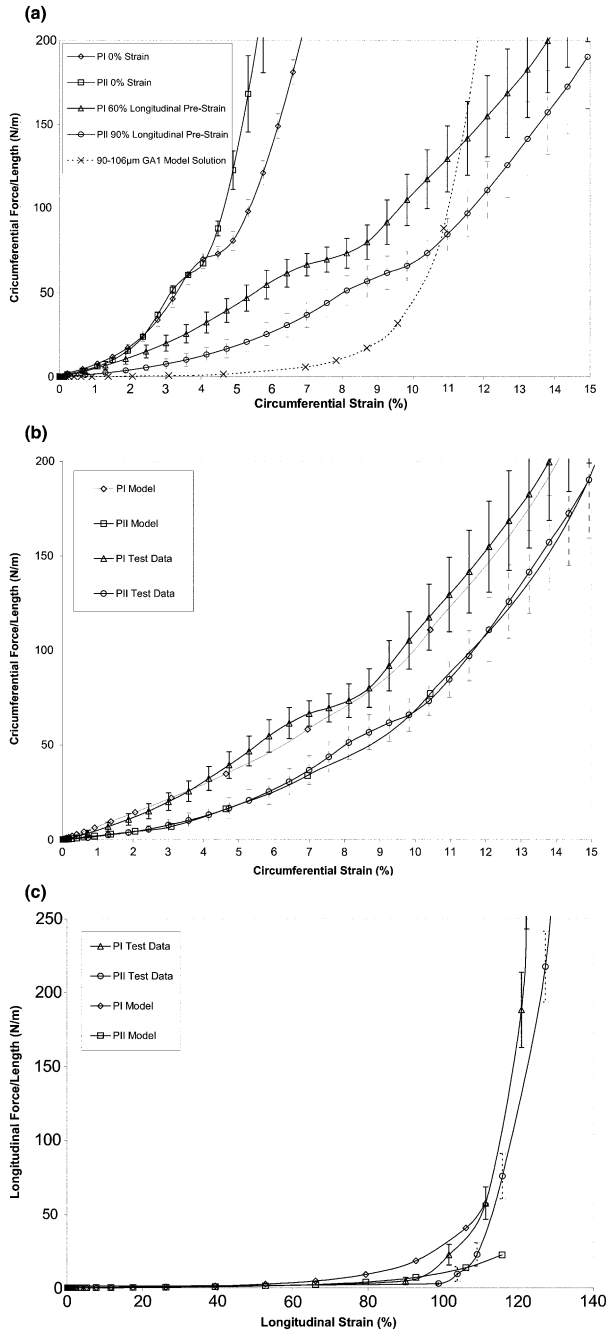 (a)
200
150
100
50
0
Cricumferential Force/Length (N/m)
PI 0% Strain
PII 0% Strain
PI 60% Longitudinal Pre-Strain
PII 90% Longitudinal Pre-Strain
90-106µm GA1 Model Solution
0 1 2 3 4 5 6 7 8 9 10 11 12 13 14 15
Circumferential Strain (%)
(b)
200
150
100
50
0
Cricumferential Force/Length (N/m)
PI Model
PII Model
PI Test Data
PII Test Data
0 1 2 3 4 5 6 7 8 9 10 11 12 13 14 15
Circumferential Strain (%)
(c)
250
200
150
100
50
0
Longitudinal Force/Length (N/m)
PI Test Data
PII Test Data
PI Model
PII Model
0 20 40 60 80 100 120 140
Longitudinal Strain (%)